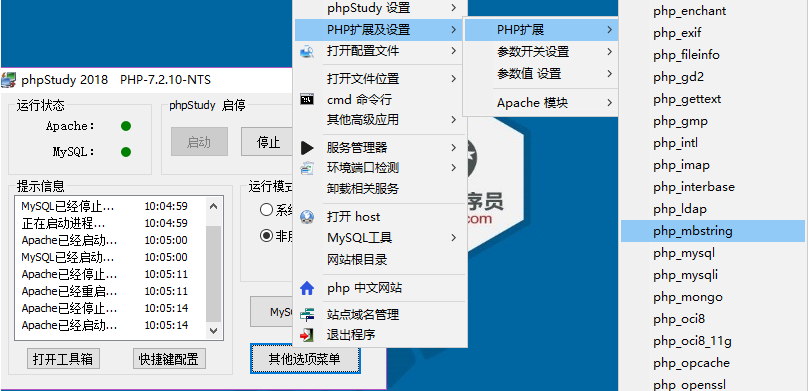 phpStudy 2018 PHP-7.2.10-NTS
运行状态
Apache:
MySQL:
phpStudy 启停
启动
停止
提示信息
MySQL已经停止... 10:04:59
正在启动进程... 10:04:59
Apache已经启动... 10:05:00
MySQL已经启动... 10:05:00
Apache已经停止... 10:05:11
Apache已经重启... 10:05:11
Apache已经停止... 10:05:14
Apache已经启动... 10:05:14
运行模式
系
非
打开工具箱
快捷键配置
MyS
其他选项菜单
phpStudy 设置
PHP扩展及设置
打开配置文件
打开文件位置
cmd 命令行
其他高级应用
服务管理器
环境端口检测
卸载相关服务
打开 host
MySQL工具
网站根目录
php 中文网站
站点域名管理
退出程序
PHP扩展
参数开关设置
参数值 设置
Apache 模块
序员
com
php_enchant
php_exif
php_fileinfo
php_gd2
php_gettext
php_gmp
php_intl
php_imap
php_interbase
php_ldap
php_mbstring
php_mysql
php_mysqli
php_mongo
php_oci8
php_oci8_11g
php_opcache
php_openssl